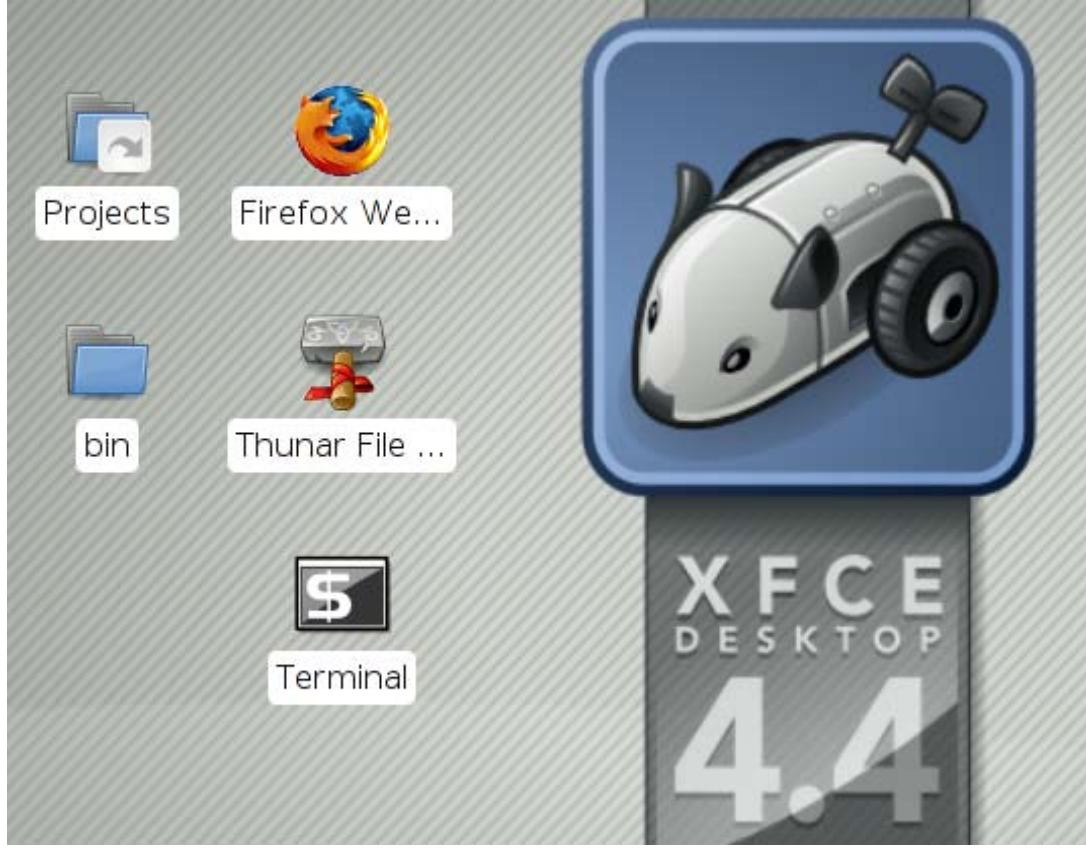 Projects
Firefox We...
bin
Thunar File ...
$
Terminal
XFCE
DESKTOP
4.4